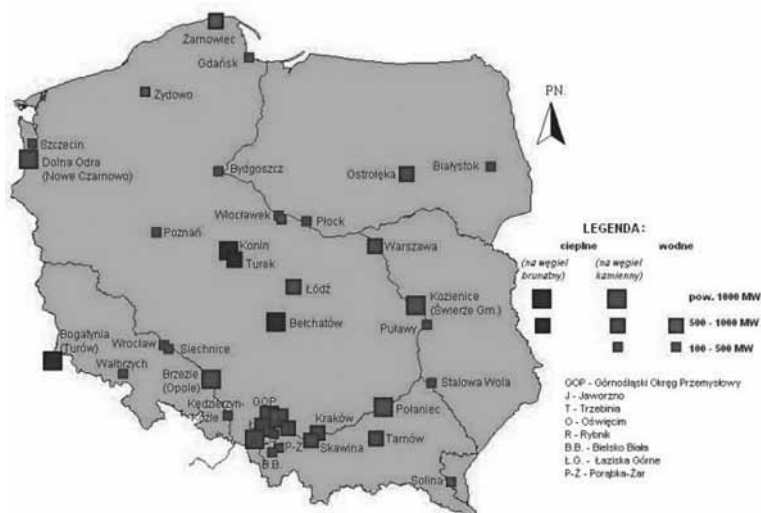 Żarnowiec
Gdańsk
Żydowo
PN.
Szczecin
Dolna Odra
(Nowe Czarnowo)
Bydgoszcz
Ostrołęka
Białystok
Włocławek
Płock
Poznań
Konin
Turek
Warszawa
Łódź
Kozienice
(Świerże Grn.)
Puławy
Bełchatów
Bogatynia
(Turów)
Wrocław
Siechnice
Wałbrzych
Brzezie
(Opole)
Kędzierzyn-
Koźle
Stalowa Wola
GOP
Połaniec
Kraków
Skawina
Tarnów
P-Ż
B.B.
Solina
LEGENDA:
cieplne wodne
(na węgiel brunatny) (na węgiel kamienny)
pow. 1000 MW
500 - 1000 MW
100 - 500 MW
GOP - Górnośląski Okręg Przemysłowy
J - Jaworzno
T - Trzebinia
O - Oświęcim
R - Rybnik
B.B. - Bielsko Biała
Ł.G. - Łaziska Górne
P-Ż - Porąbka-Żar